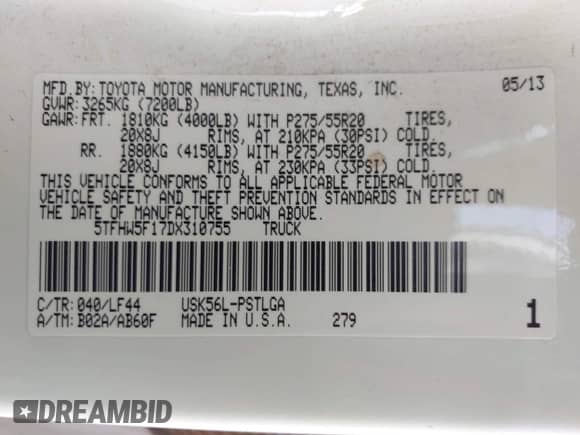 MFD.BY:TOYOTA MOTOR MANUFACTURING, TEXAS, INC. 05/13
GVWR:3265KG (7200LB)
GAWR:FRT. 1810KG (4000LB) WITH P275/55R20 TIRES,
20X8J RIMS, AT 210KPA (30PSI) COLD.
RR. 1880KG (4150LB) WITH P275/55R20 TIRES,
20X8J RIMS, AT 230KPA (33PSI) COLD.
THIS VEHICLE CONFORMS TO ALL APPLICABLE FEDERAL MOTOR
VEHICLE SAFETY AND THEFT PREVENTION STANDARDS IN EFFECT ON
THE DATE OF MANUFACTURE SHOWN ABOVE.
5TFHW5F17DX310755 TRUCK
C/TR:040/LF44 USK56L-PSTLGA
A/TM:B02A/AB60F MADE IN U.S.A. 279 1
DREAMBID